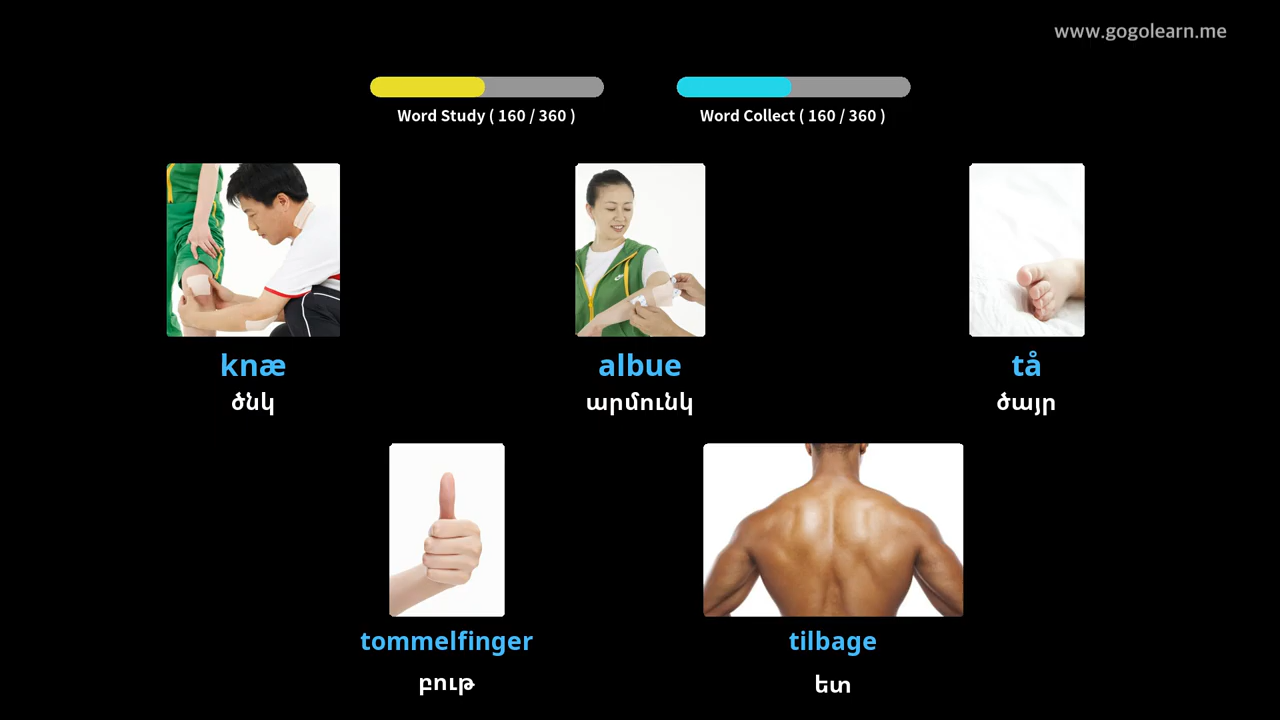 www.gogolearn.me
Word Study ( 160 / 360 )
Word Collect ( 160 / 360 )
knæ
albue
tå
ծնկ
արմունկ
ծայր
tommelfinger
tilbage
բութ
ետ